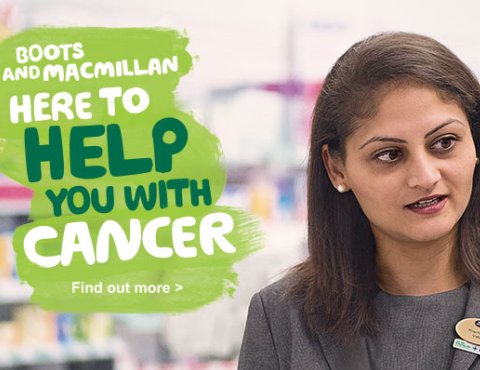 BOOTS
AND MACMILLAN
HERE TO
HELP
YOU WITH
CANCER
Find out more >